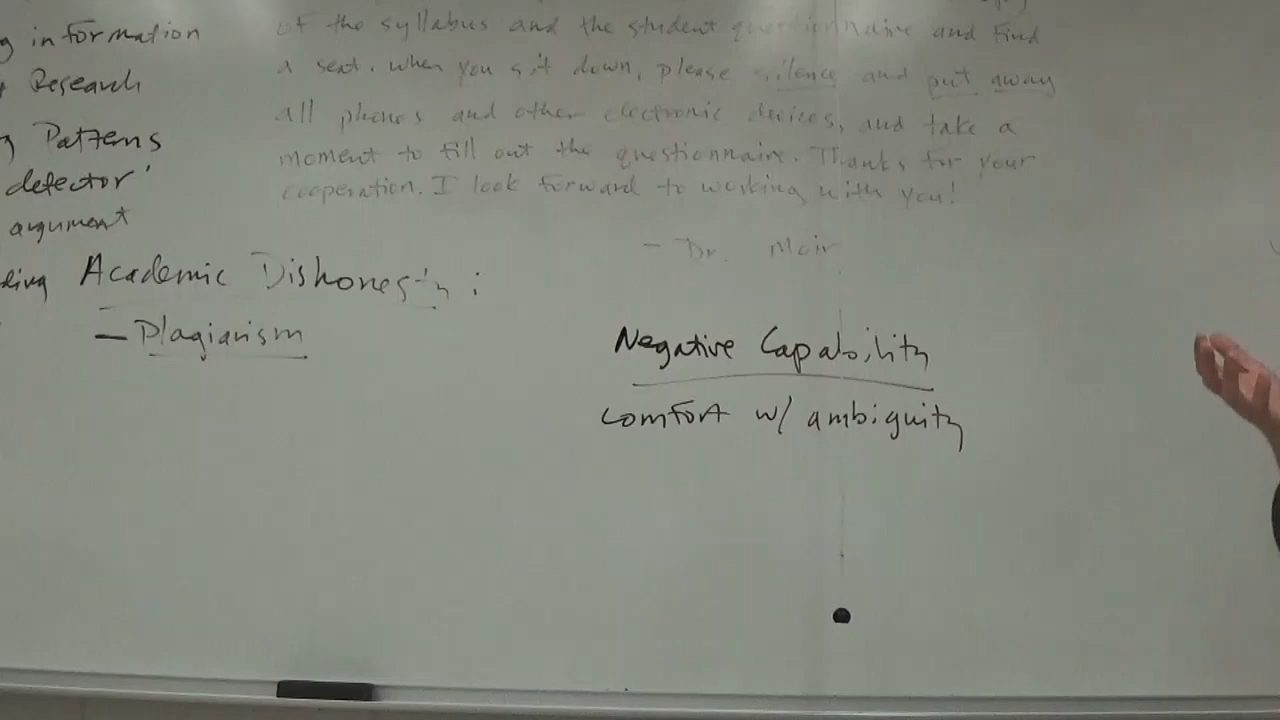 information
Research
Patterns
detector'
argument
Academic Dishonesty:
– Plagiarism
of the syllabus and the student questionnaire and find
a seat. When you sit down, please silence and put away
all phones and other electronic devices, and take a
moment to fill out the questionnaire. Thanks for your
cooperation. I look forward to working with you!
– Dr.
Negative Capability
comfort w/ ambiguity